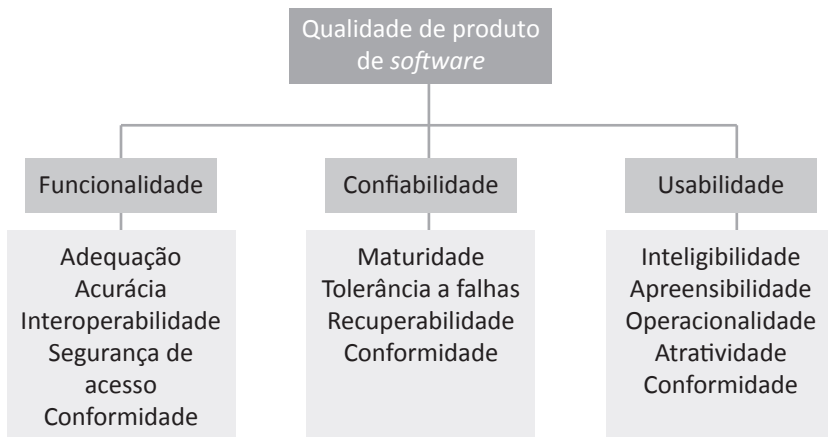 Qualidade de produto
de software
Funcionalidade
Adequação
Acurácia
Interoperabilidade
Segurança de
acesso
Conformidade
Confiabilidade
Maturidade
Tolerância a falhas
Recuperabilidade
Conformidade
Usabilidade
Inteligibilidade
Apreensibilidade
Operacionalidade
Atratividade
Conformidade